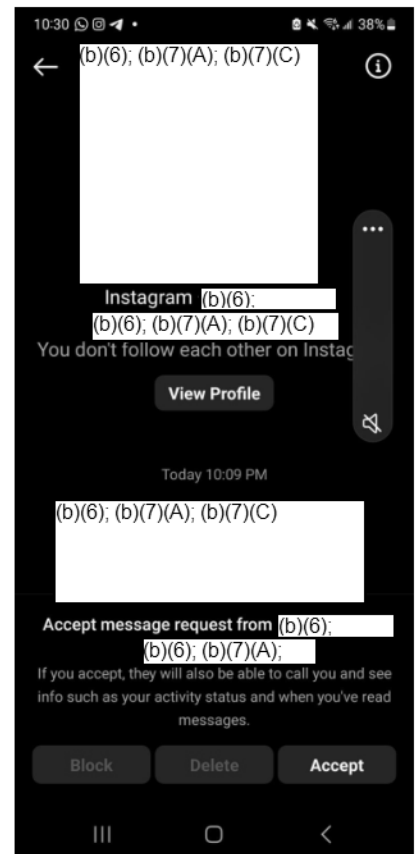 10:30 38%
(b)(6); (b)(7)(A); (b)(7)(C)
Instagram (b)(6);
(b)(6); (b)(7)(A); (b)(7)(C)
You don't follow each other on Instag
View Profile
Today 10:09 PM
(b)(6); (b)(7)(A); (b)(7)(C)
Accept message request from (b)(6);
(b)(6); (b)(7)(A);
If you accept, they will also be able to call you and see
info such as your activity status and when you've read
messages.
Block Delete Accept